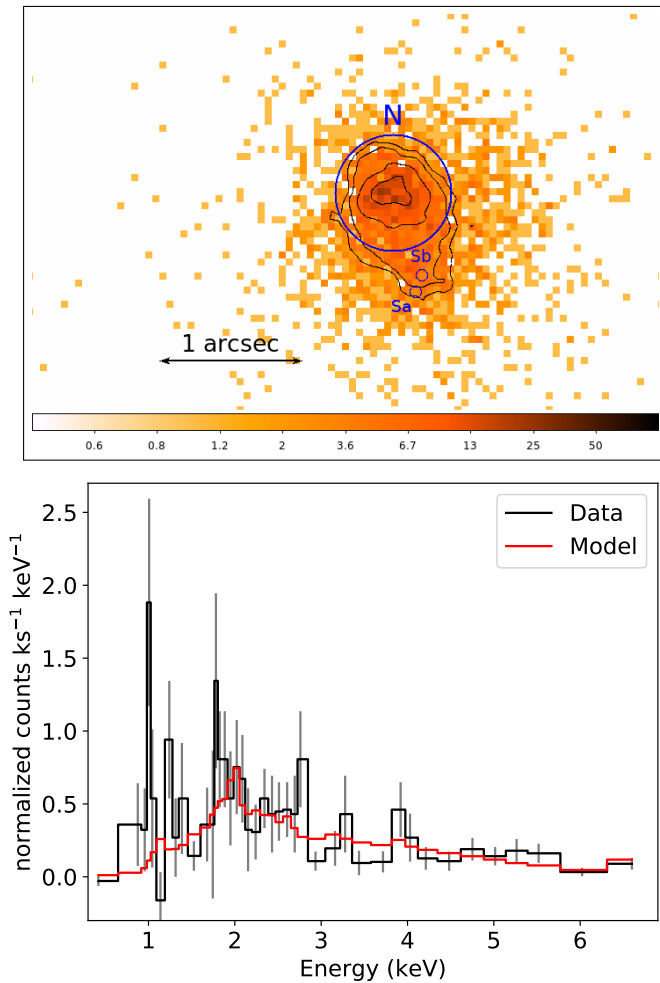 N
Sb
Sa
1 arcsec
0.6 0.8 1.2 2 3.6 6.7 13 25 50
normalized counts ks⁻¹ keV⁻¹
2.5
2.0
1.5
1.0
0.5
0.0
Data
Model
1 2 3 4 5 6
Energy (keV)